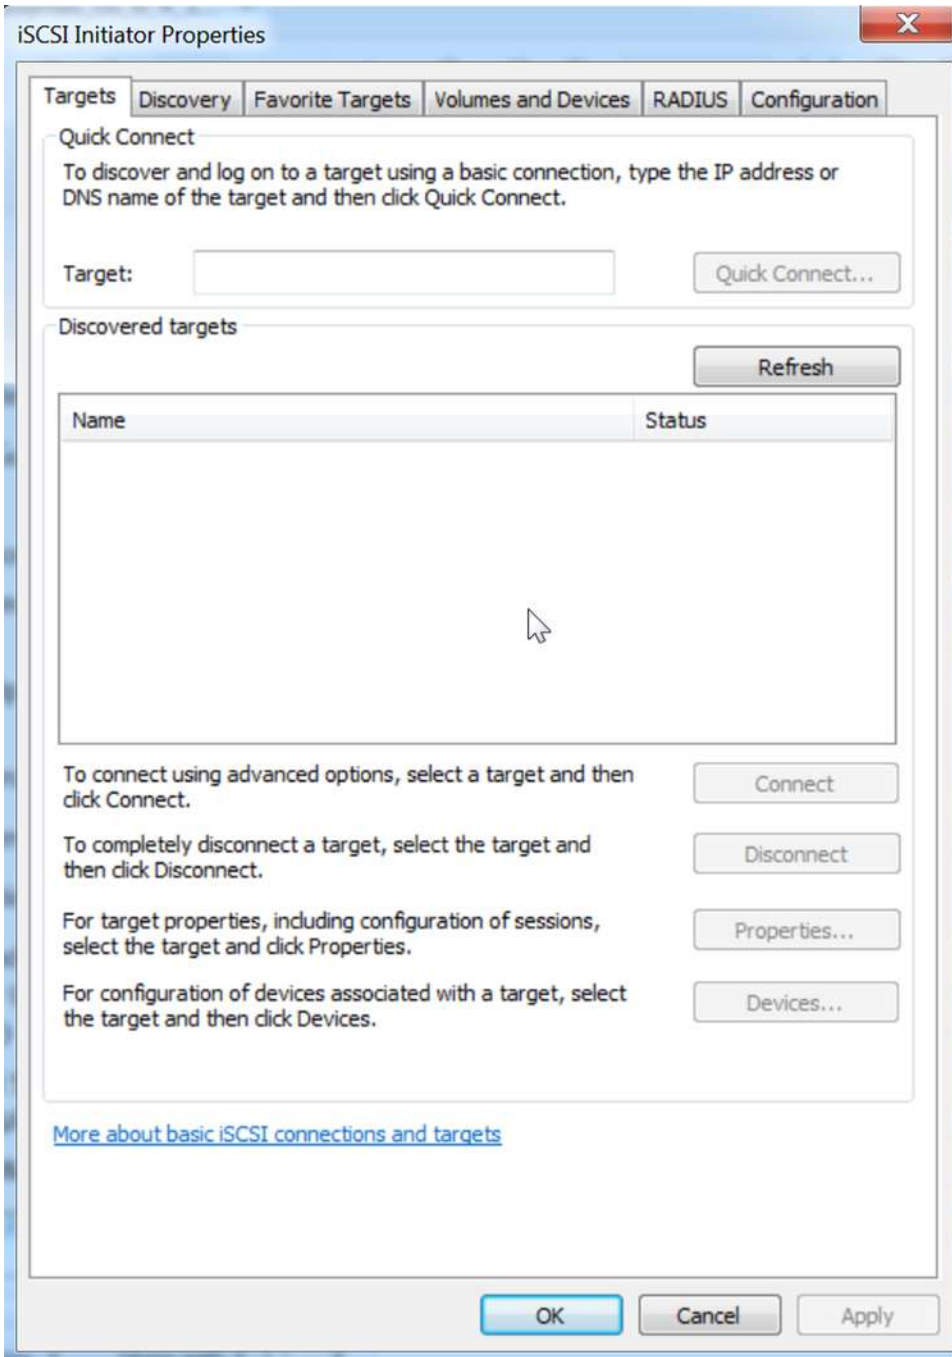 iSCSI Initiator Properties
Targets Discovery Favorite Targets Volumes and Devices RADIUS Configuration
Quick Connect
To discover and log on to a target using a basic connection, type the IP address or
DNS name of the target and then click Quick Connect.
Target: Quick Connect...
Discovered targets
Refresh
Name Status
To connect using advanced options, select a target and then
click Connect.
Connect
To completely disconnect a target, select the target and
then click Disconnect.
Disconnect
For target properties, including configuration of sessions,
select the target and click Properties.
Properties...
For configuration of devices associated with a target, select
the target and then click Devices.
Devices...
More about basic iSCSI connections and targets
OK Cancel Apply